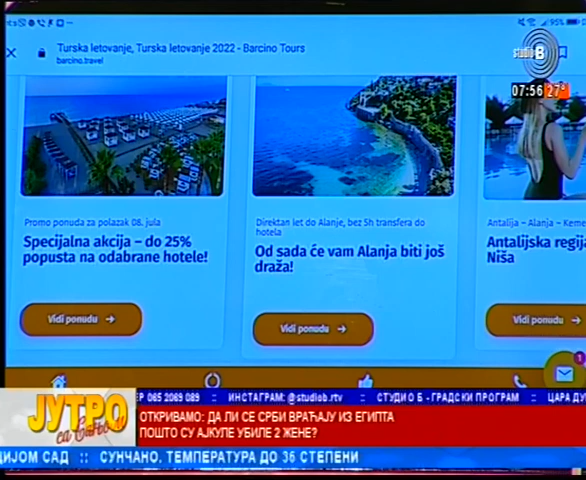 95%
Turska letovanje, Turska letovanje 2022 - Barcino Tours
barcino.travel
studio B
07:56 27°
Promo ponuda za polazak 08. jula
Specijalna akcija – do 25%
popusta na odabrane hotele!
Vidi ponudu →
Direktan let do Alanje, bez 5h transfera do
hotela
Od sada će vam Alanja biti još
draža!
Vidi ponudu →
Antalija – Alanja – Keme
Antalijska regija
Niša
Vidi ponudu →
1
ЈУТРО
са
065 2069 089 :: ИНСТАГРАМ: @studiob.rtv :: СТУДИО Б - ГРАДСКИ ПРОГРАМ :: ЦАРА ДУ
ОТКРИВАМО: ДА ЛИ СЕ СРБИ ВРАЋАЈУ ИЗ ЕГИПТА
ПОШТО СУ АЈКУЛЕ УБИЛЕ 2 ЖЕНЕ?
ЦИЈОМ САД :: СУНЧАНО. ТЕМПЕРАТУРА ДО 36 СТЕПЕНИ